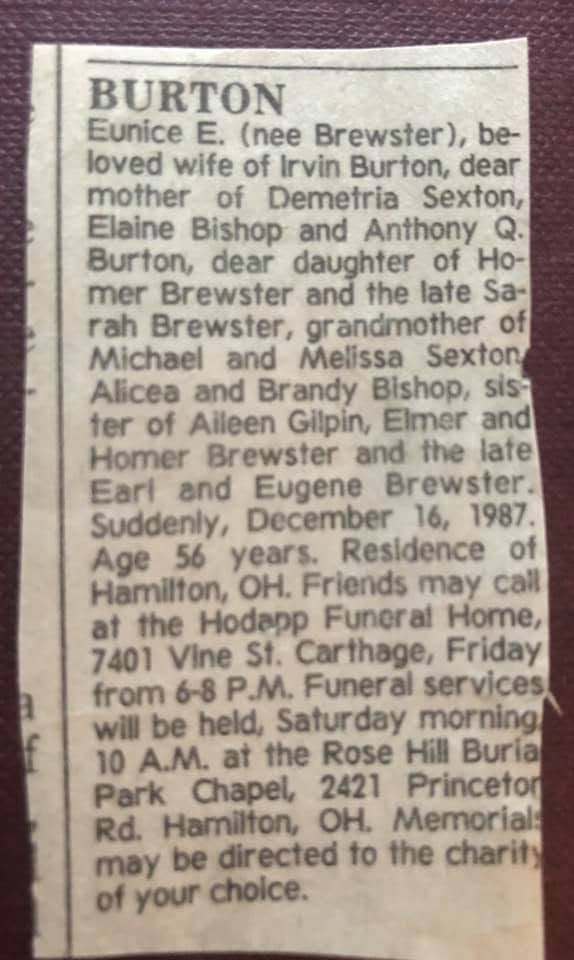 BURTON
Eunice E. (nee Brewster), be-
loved wife of Irvin Burton, dear
mother of Demetria Sexton,
Elaine Bishop and Anthony Q.
Burton, dear daughter of Ho-
mer Brewster and the late Sa-
rah Brewster, grandmother of
Michael and Melissa Sexton,
Alicea and Brandy Bishop, sis-
ter of Aileen Gilpin, Elmer and
Homer Brewster and the late
Earl and Eugene Brewster.
Suddenly, December 16, 1987.
Age 56 years. Residence of
Hamilton, OH. Friends may call
at the Hodapp Funeral Home,
7401 Vine St. Carthage, Friday
from 6-8 P.M. Funeral services
will be held, Saturday morning
10 A.M. at the Rose Hill Buria
Park Chapel, 2421 Princeton
Rd. Hamilton, OH. Memorials
may be directed to the charity
of your choice.